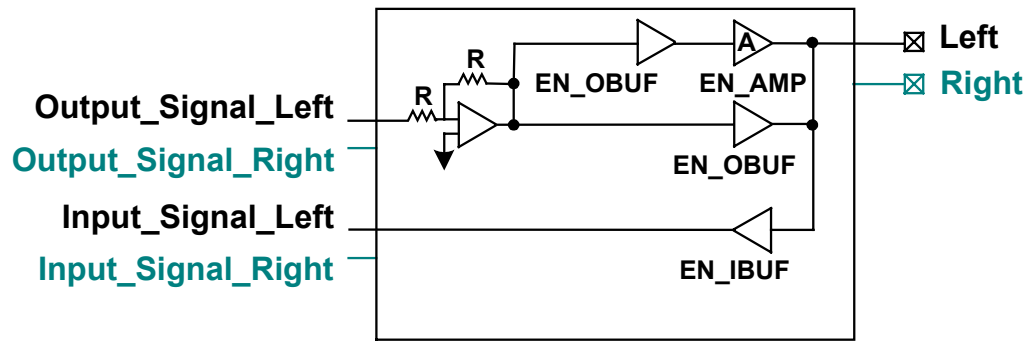 Left
R
A
R
EN_OBUF
EN_AMP
Right
Output_Signal_Left
Output_Signal_Right
EN_OBUF
Input_Signal_Left
Input_Signal_Right
EN_IBUF